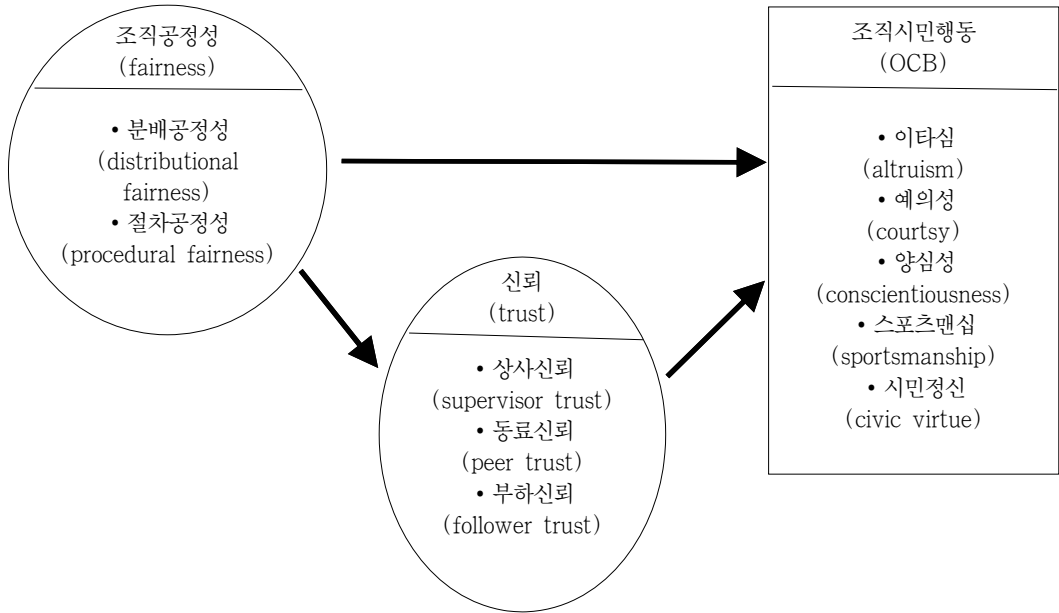 조직공정성
(fairness)
• 분배공정성
(distributional
fairness)
• 절차공정성
(procedural fairness)
신뢰
(trust)
• 상사신뢰
(supervisor trust)
• 동료신뢰
(peer trust)
• 부하신뢰
(follower trust)
조직시민행동
(OCB)
• 이타심
(altruism)
• 예의성
(courtsy)
• 양심성
(conscientiousness)
• 스포츠맨십
(sportsmanship)
• 시민정신
(civic virtue)